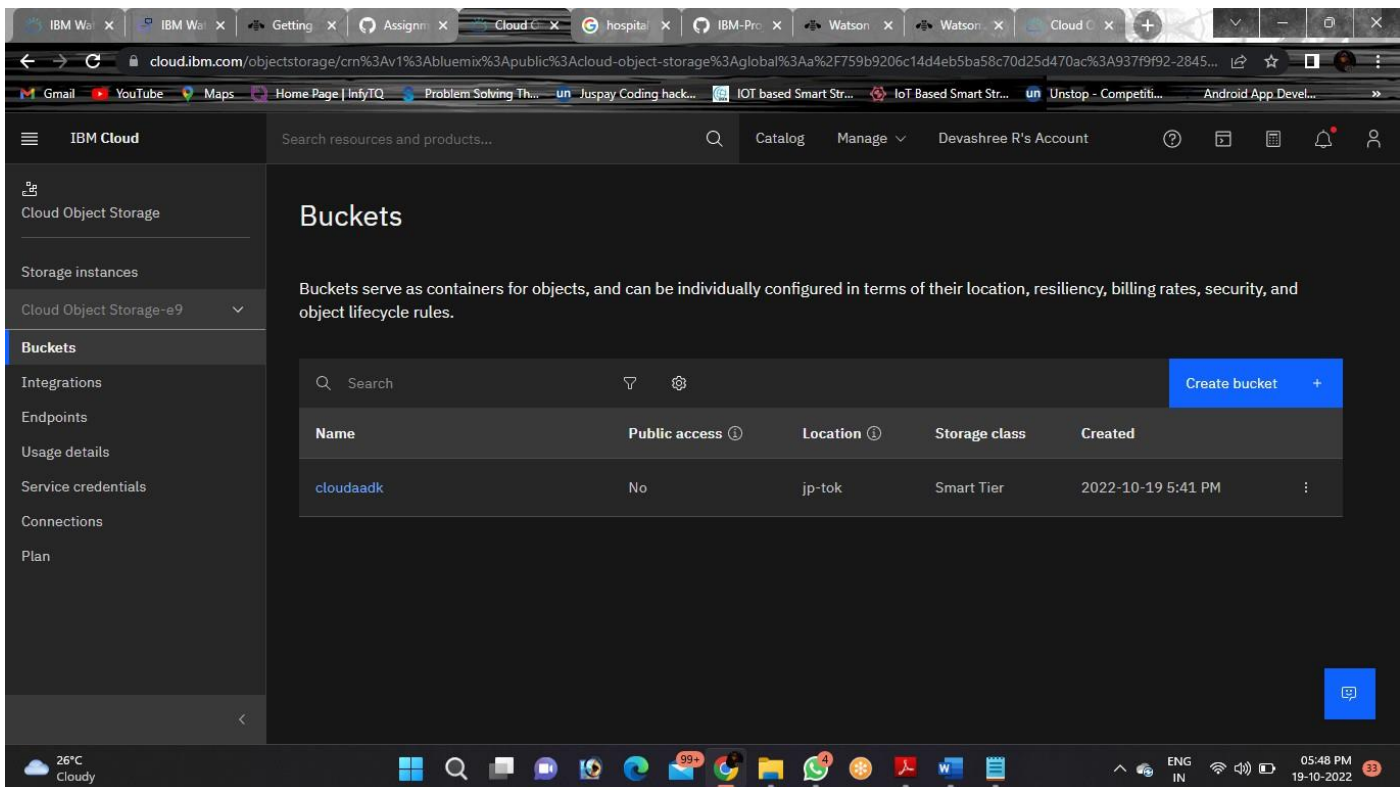 IBM Wa
IBM Wa
Getting
Assignm
Cloud C
hospital
IBM-Pro
Watson
Watson
Cloud C
cloud.ibm.com/objectstorage/crn%3Av1%3Abluemix%3Apublic%3Acloud-object-storage%3Aglobal%3Aa%2F759b9206c14d4eb5ba58c70d25d470ac%3A937f9f92-2845...
Gmail YouTube Maps Home Page | InfyTQ Problem Solving Th... un Juspay Coding hack... IOT based Smart Str... IoT Based Smart Str... un Unstop - Competiti... Android App Devel... »
IBM Cloud Search resources and products... Catalog Manage Devashree R's Account
Cloud Object Storage
Storage instances
Cloud Object Storage-e9
Buckets
Integrations
Endpoints
Usage details
Service credentials
Connections
Plan
Buckets
Buckets serve as containers for objects, and can be individually configured in terms of their location, resiliency, billing rates, security, and
object lifecycle rules.
Search Create bucket +
Name Public access Location Storage class Created
cloudaadk No jp-tok Smart Tier 2022-10-19 5:41 PM
26°C
Cloudy
99+
4
ENG
IN
05:48 PM
19-10-2022
33